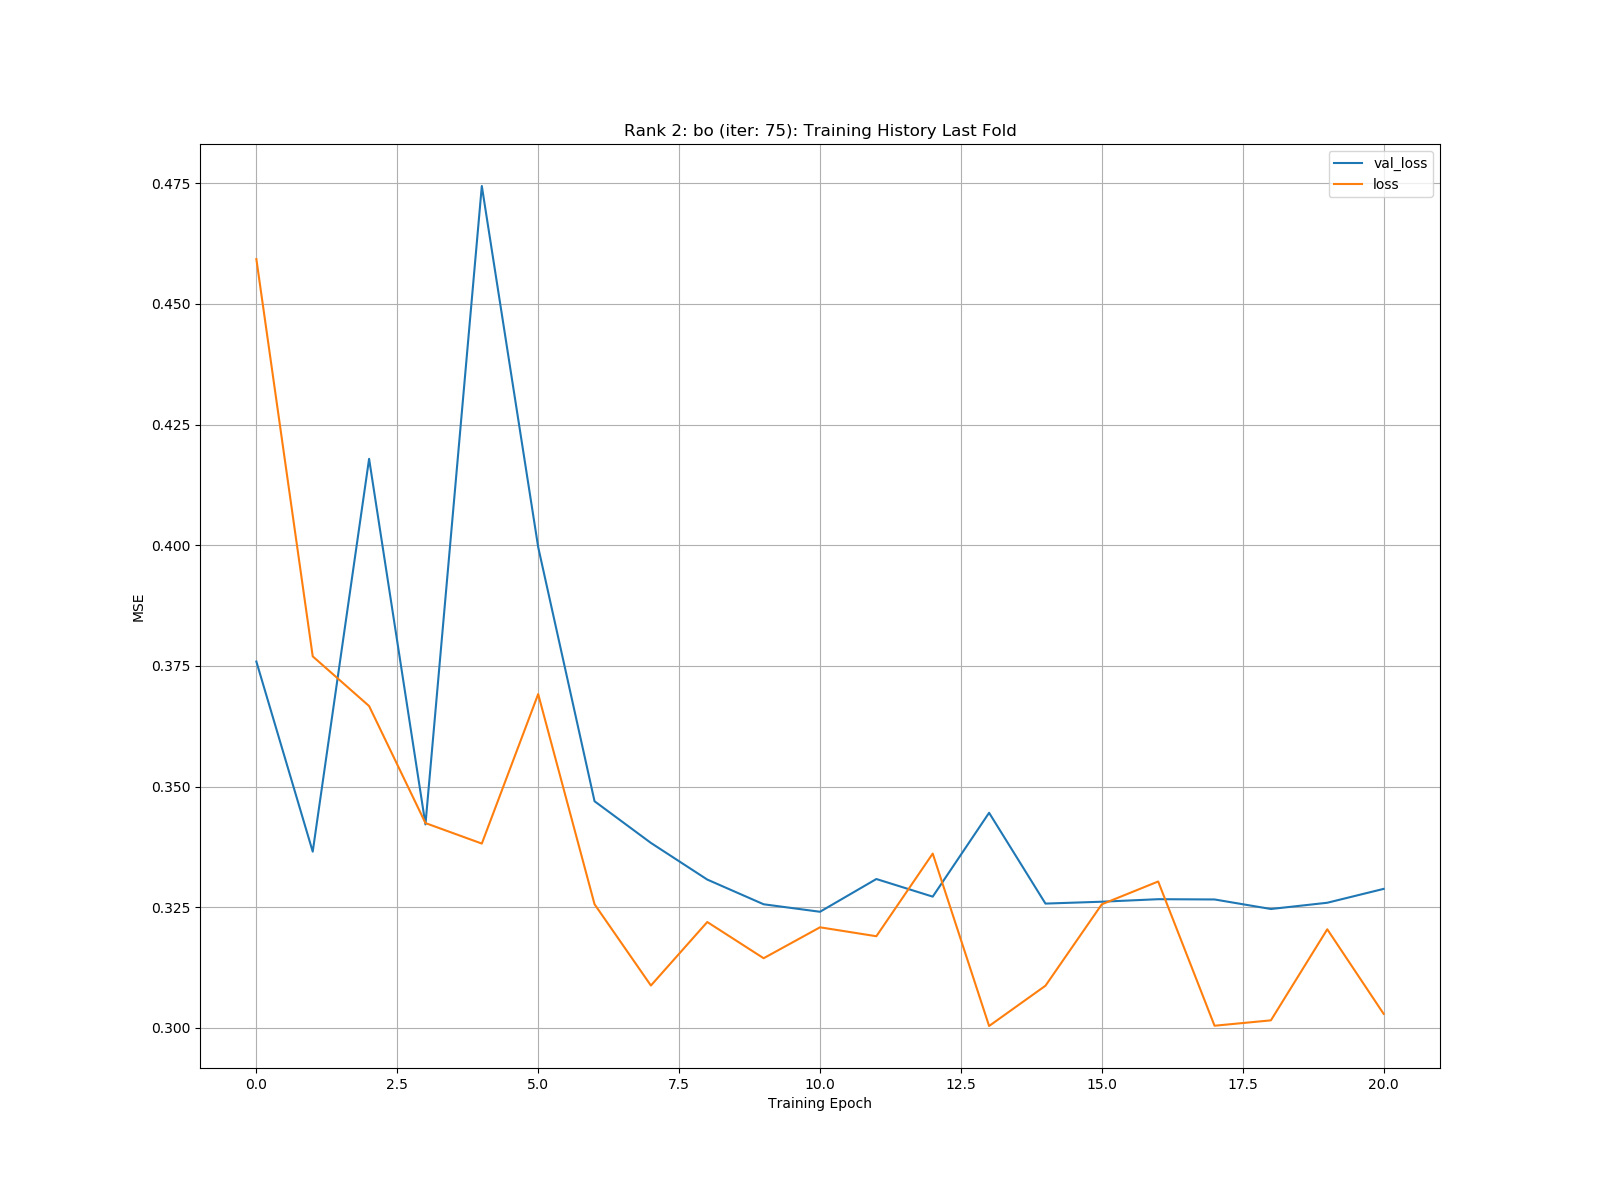 Rank 2: bo (iter: 75): Training History Last Fold
val_loss
loss
0.475
0.450
0.425
0.400
0.375
0.350
0.325
0.300
MSE
0.0 2.5 5.0 7.5 10.0 12.5 15.0 17.5 20.0
Training Epoch